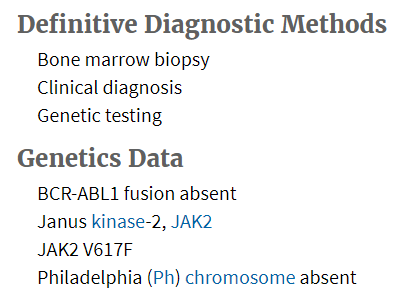 Definitive Diagnostic Methods
Bone marrow biopsy
Clinical diagnosis
Genetic testing
Genetics Data
BCR-ABL1 fusion absent
Janus kinase-2, JAK2
JAK2 V617F
Philadelphia (Ph) chromosome absent